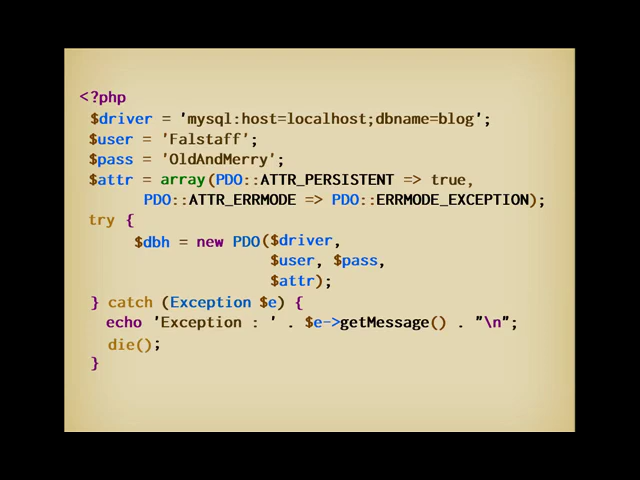 <?php
$driver = 'mysql:host=localhost;dbname=blog';
$user = 'Falstaff';
$pass = 'OldAndMerry';
$attr = array(PDO::ATTR_PERSISTENT => true,
PDO::ATTR_ERRMODE => PDO::ERRMODE_EXCEPTION);
try {
$dbh = new PDO($driver,
$user, $pass,
$attr);
} catch (Exception $e) {
echo 'Exception : ' . $e->getMessage() . "\n";
die();
}